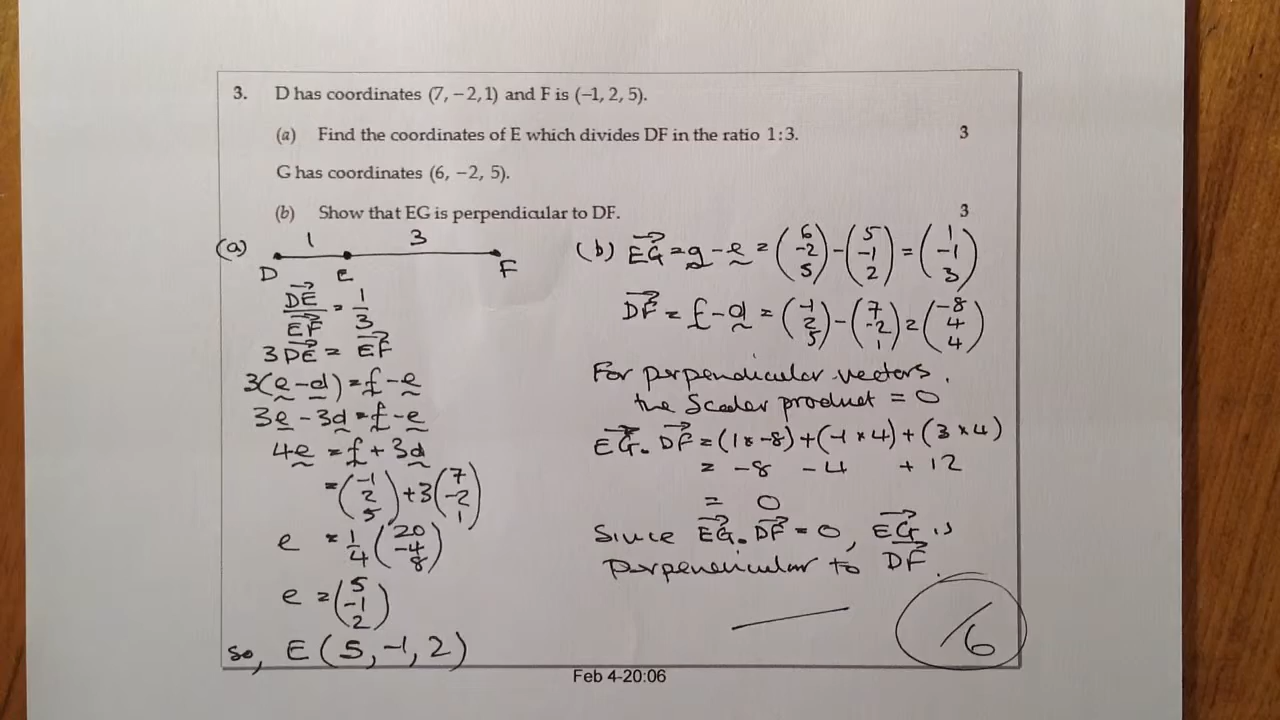 3. D has coordinates (7, −2, 1) and F is (−1, 2, 5).
(a) Find the coordinates of E which divides DF in the ratio 1:3. 3
G has coordinates (6, −2, 5).
(b) Show that EG is perpendicular to DF. 3
(a) 1 3
D E F
DE/EF = 1/3
3DE = EF
3(e - d) = f - e
3e - 3d = f - e
4e = f + 3d
= (-1 2 5) + 3(7 -2 1)
e = 1/4 (20 -4 8)
e = (5 -1 2)
so, E(5, -1, 2)
(b) EG = g - e = (6 -2 5) - (5 -1 2) = (1 -1 3)
DF = f - d = (-1 2 5) - (7 -2 1) = (-8 4 4)
For perpendicular vectors,
the Scalar product = 0
EG . DF = (1 × -8) + (-1 × 4) + (3 × 4)
= -8 - 4 + 12
= 0
Since EG . DF = 0, EG is
perpendicular to DF.
/6
Feb 4-20:06